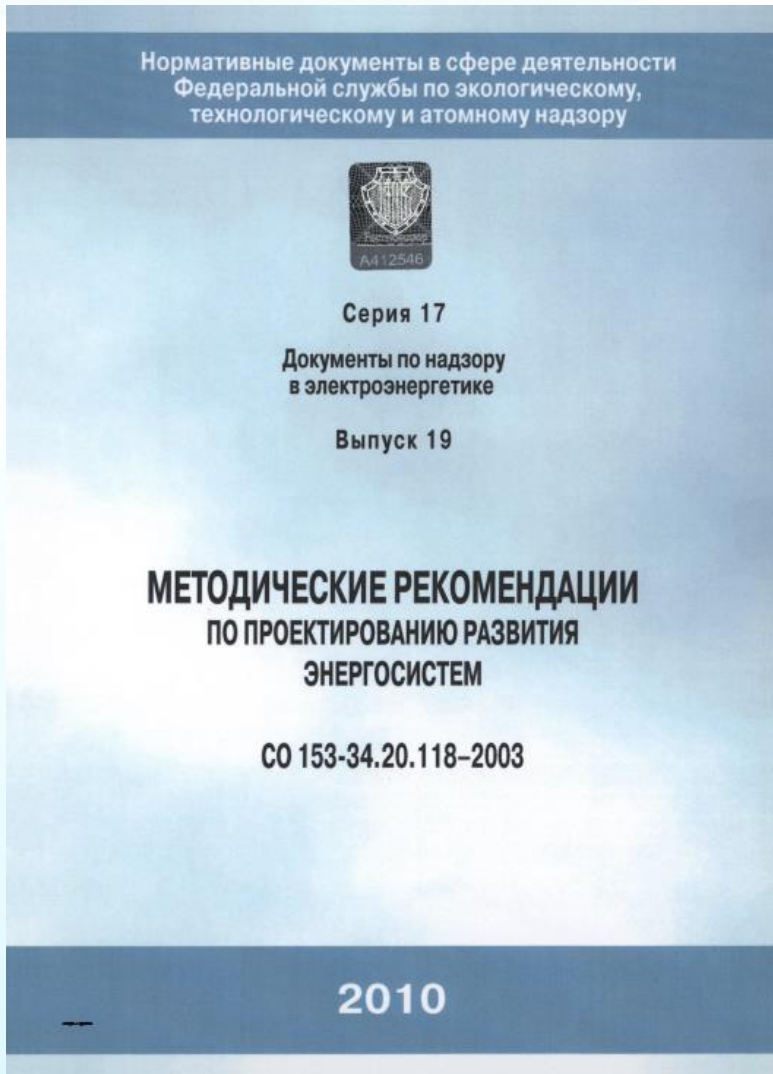 Нормативные документы в сфере деятельности
Федеральной службы по экологическому,
технологическому и атомному надзору
А412546
Серия 17
Документы по надзору
в электроэнергетике
Выпуск 19
МЕТОДИЧЕСКИЕ РЕКОМЕНДАЦИИ
ПО ПРОЕКТИРОВАНИЮ РАЗВИТИЯ
ЭНЕРГОСИСТЕМ
СО 153-34.20.118–2003
2010